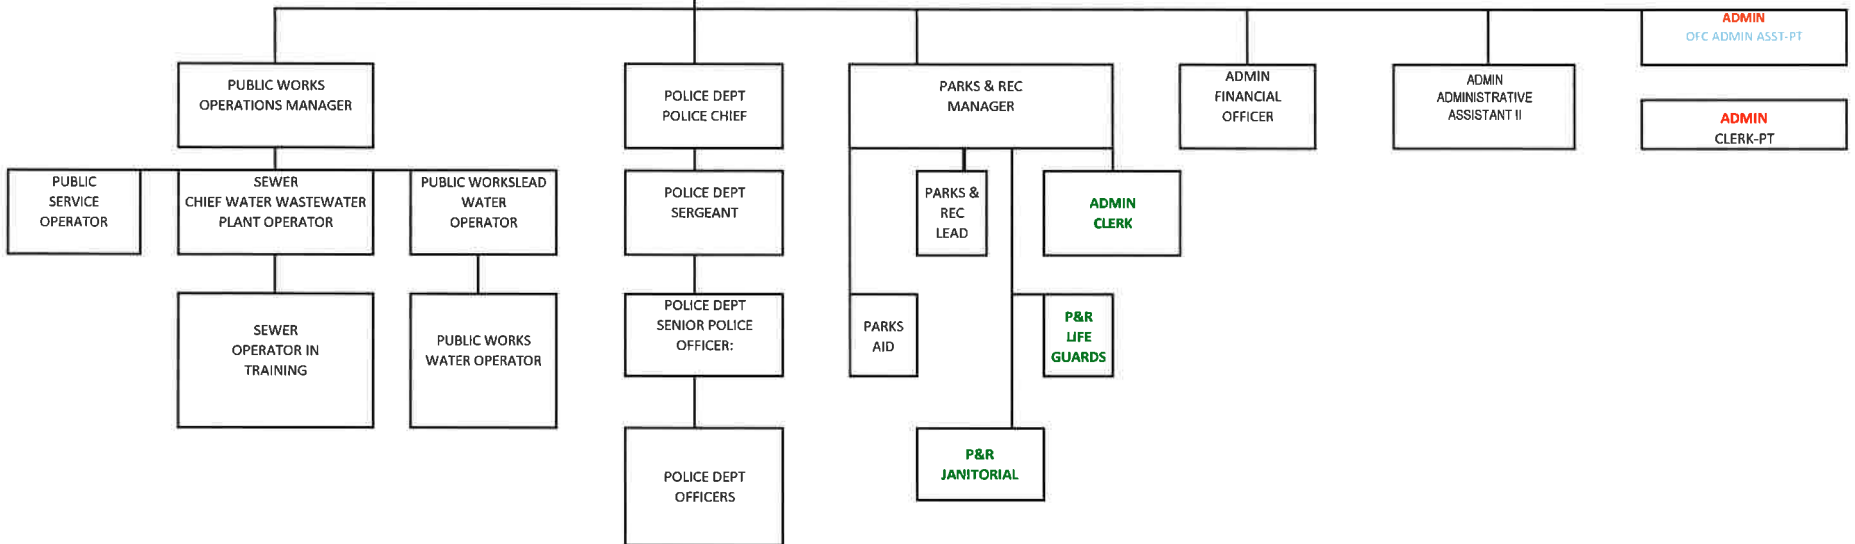 ADMIN
OFC ADMIN ASST-PT
PUBLIC WORKS
OPERATIONS MANAGER
POLICE DEPT
POLICE CHIEF
PARKS & REC
MANAGER
ADMIN
FINANCIAL
OFFICER
ADMIN
ADMINISTRATIVE
ASSISTANT II
ADMIN
CLERK-PT
PUBLIC
SERVICE
OPERATOR
SEWER
CHIEF WATER WASTEWATER
PLANT OPERATOR
PUBLIC WORKSLEAD
WATER
OPERATOR
POLICE DEPT
SERGEANT
PARKS &
REC
LEAD
ADMIN
CLERK
SEWER
OPERATOR IN
TRAINING
PUBLIC WORKS
WATER OPERATOR
POLICE DEPT
SENIOR POLICE
OFFICER:
PARKS
AID
P&R
LIFE
GUARDS
POLICE DEPT
OFFICERS
P&R
JANITORIAL